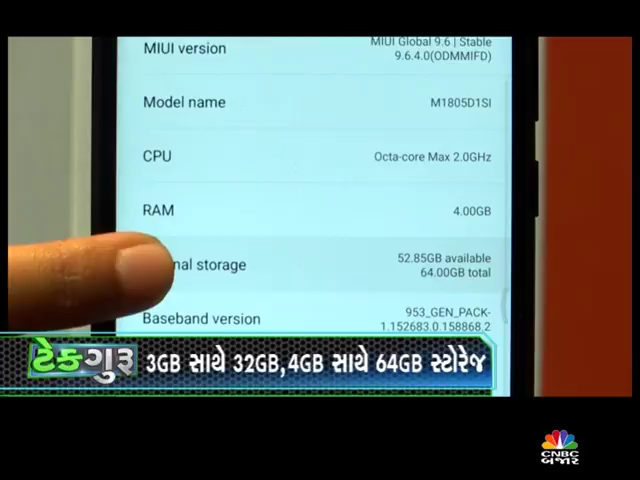 MIUI version
MIUI Global 9.6 | Stable
9.6.4.0(ODMMIFD)
Model name
M1805D1SI
CPU
Octa-core Max 2.0GHz
RAM
4.00GB
nal storage
52.85GB available
64.00GB total
Baseband version
953_GEN_PACK-
1.152683.0.158868.2
ટેકગુરુ
3GB સાથે 32GB,4GB સાથે 64GB સ્ટોરેજ
CNBC
બજાર